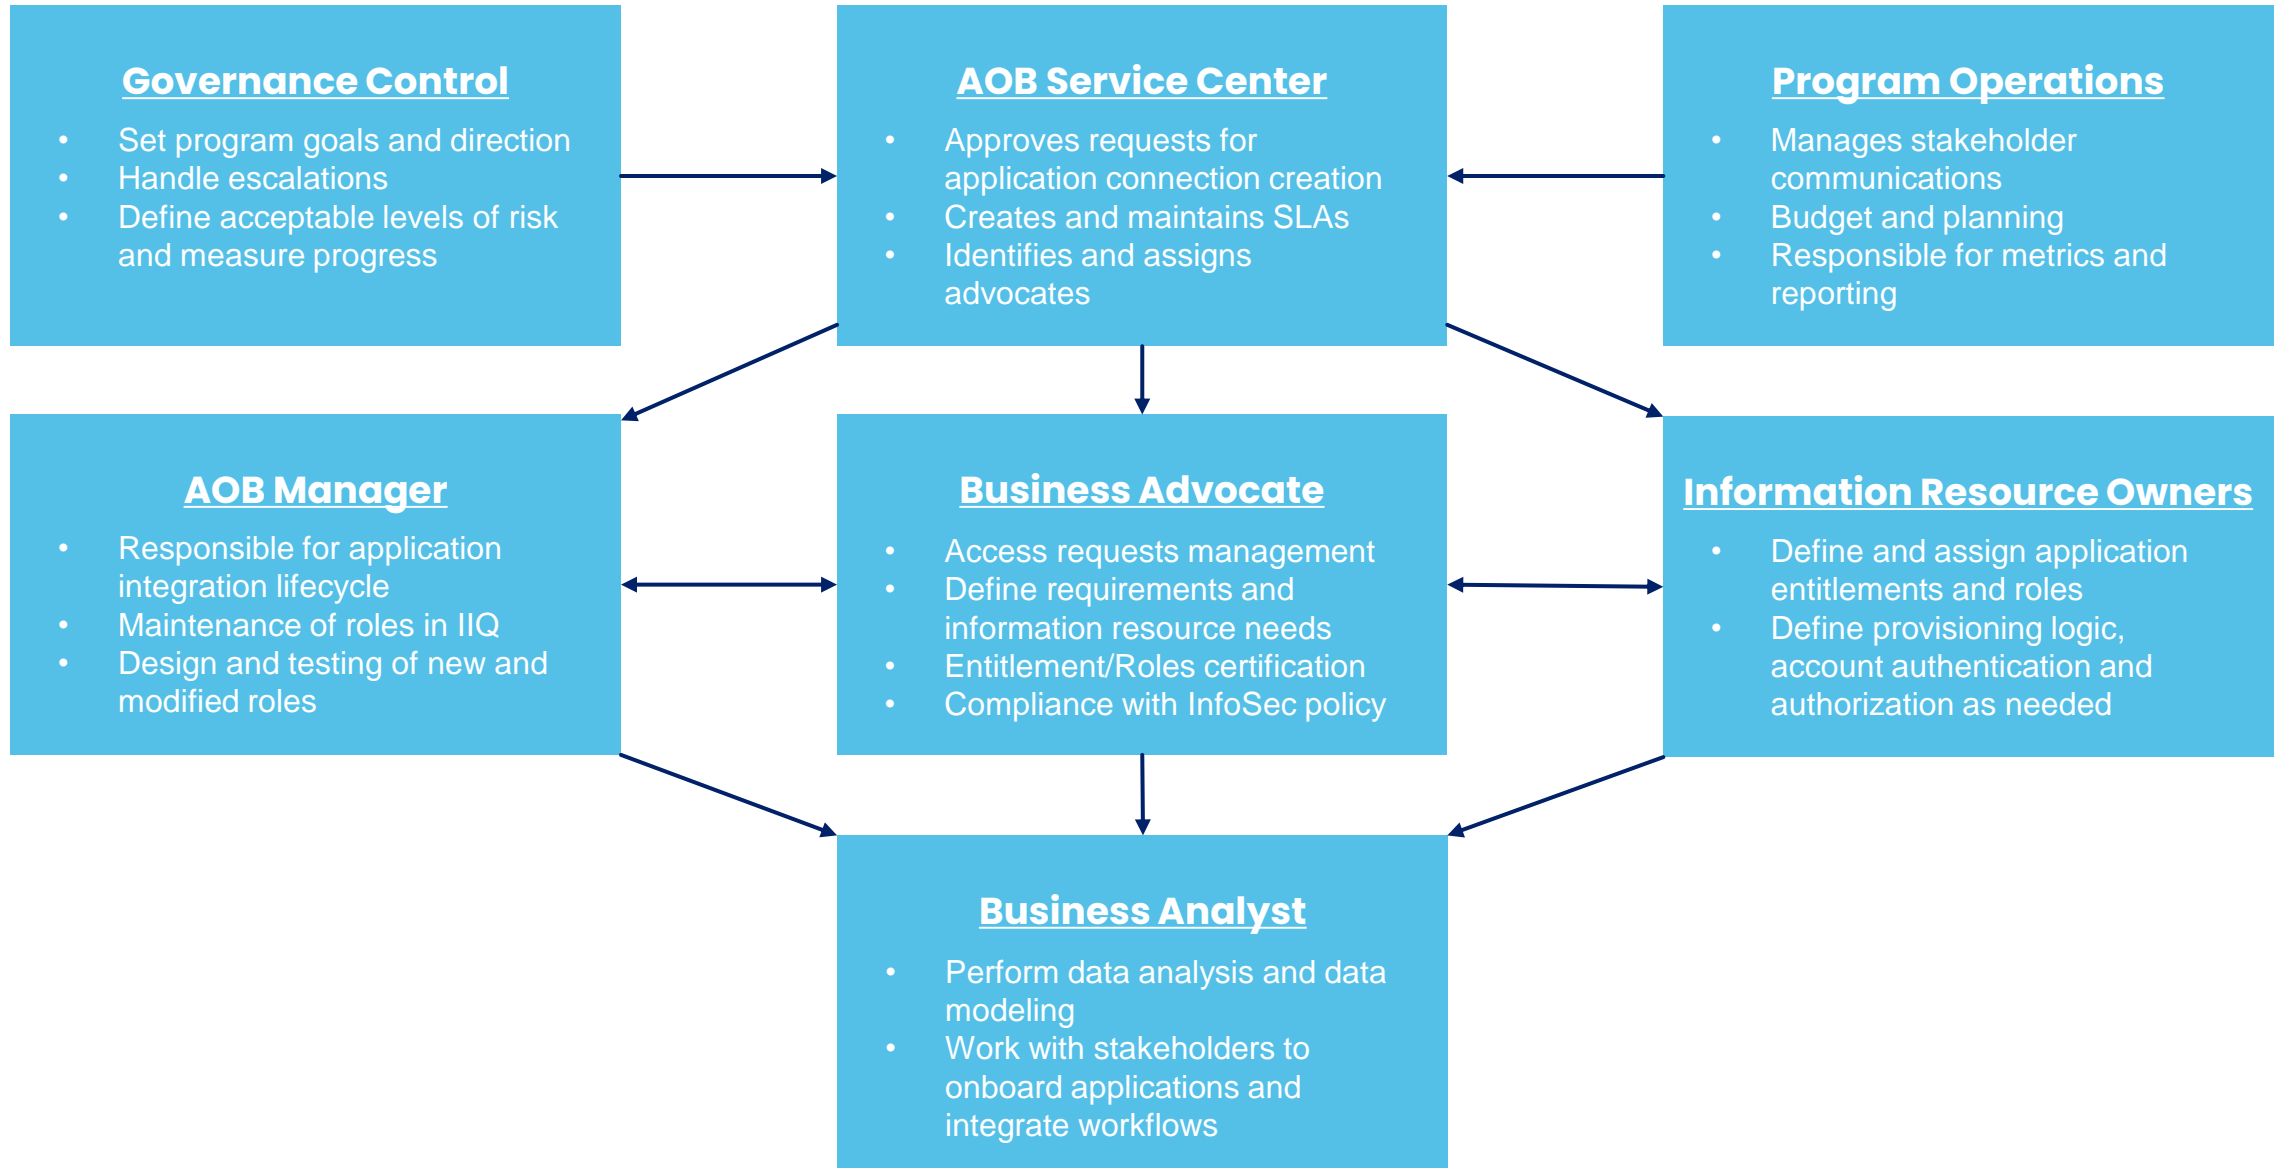 Governance Control
• Set program goals and direction
• Handle escalations
• Define acceptable levels of risk
and measure progress
AOB Service Center
• Approves requests for
application connection creation
• Creates and maintains SLAs
• Identifies and assigns
advocates
Program Operations
• Manages stakeholder
communications
• Budget and planning
• Responsible for metrics and
reporting
AOB Manager
• Responsible for application
integration lifecycle
• Maintenance of roles in IIQ
• Design and testing of new and
modified roles
Business Advocate
• Access requests management
• Define requirements and
information resource needs
• Entitlement/Roles certification
• Compliance with InfoSec policy
Information Resource Owners
• Define and assign application
entitlements and roles
• Define provisioning logic,
account authentication and
authorization as needed
Business Analyst
• Perform data analysis and data
modeling
• Work with stakeholders to
onboard applications and
integrate workflows